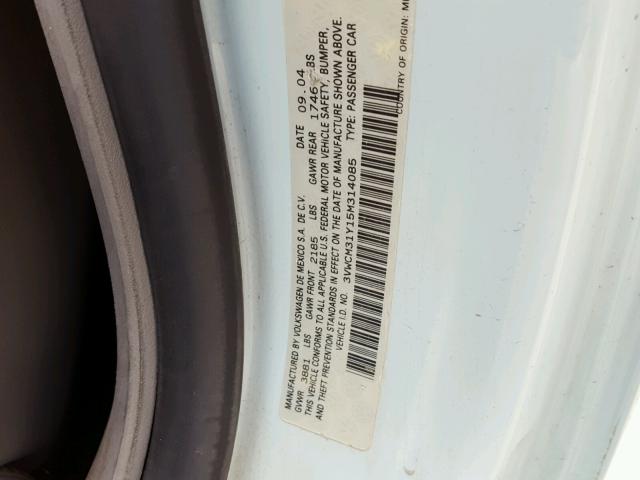 MANUFACTURED BY VOLKSWAGEN DE MEXICO S.A. DE C.V. DATE 09.04
GVWR 3881 LBS GAWR FRONT 2185 LBS GAWR REAR 1746 LBS
THIS VEHICLE CONFORMS TO ALL APPLICABLE U.S. FEDERAL MOTOR VEHICLE SAFETY, BUMPER,
AND THEFT PREVENTION STANDARDS IN EFFECT ON THE DATE OF MANUFACTURE SHOWN ABOVE.
VEHICLE I.D. NO. 3VWCM31Y15M314085 TYPE: PASSENGER CAR
COUNTRY OF ORIGIN: